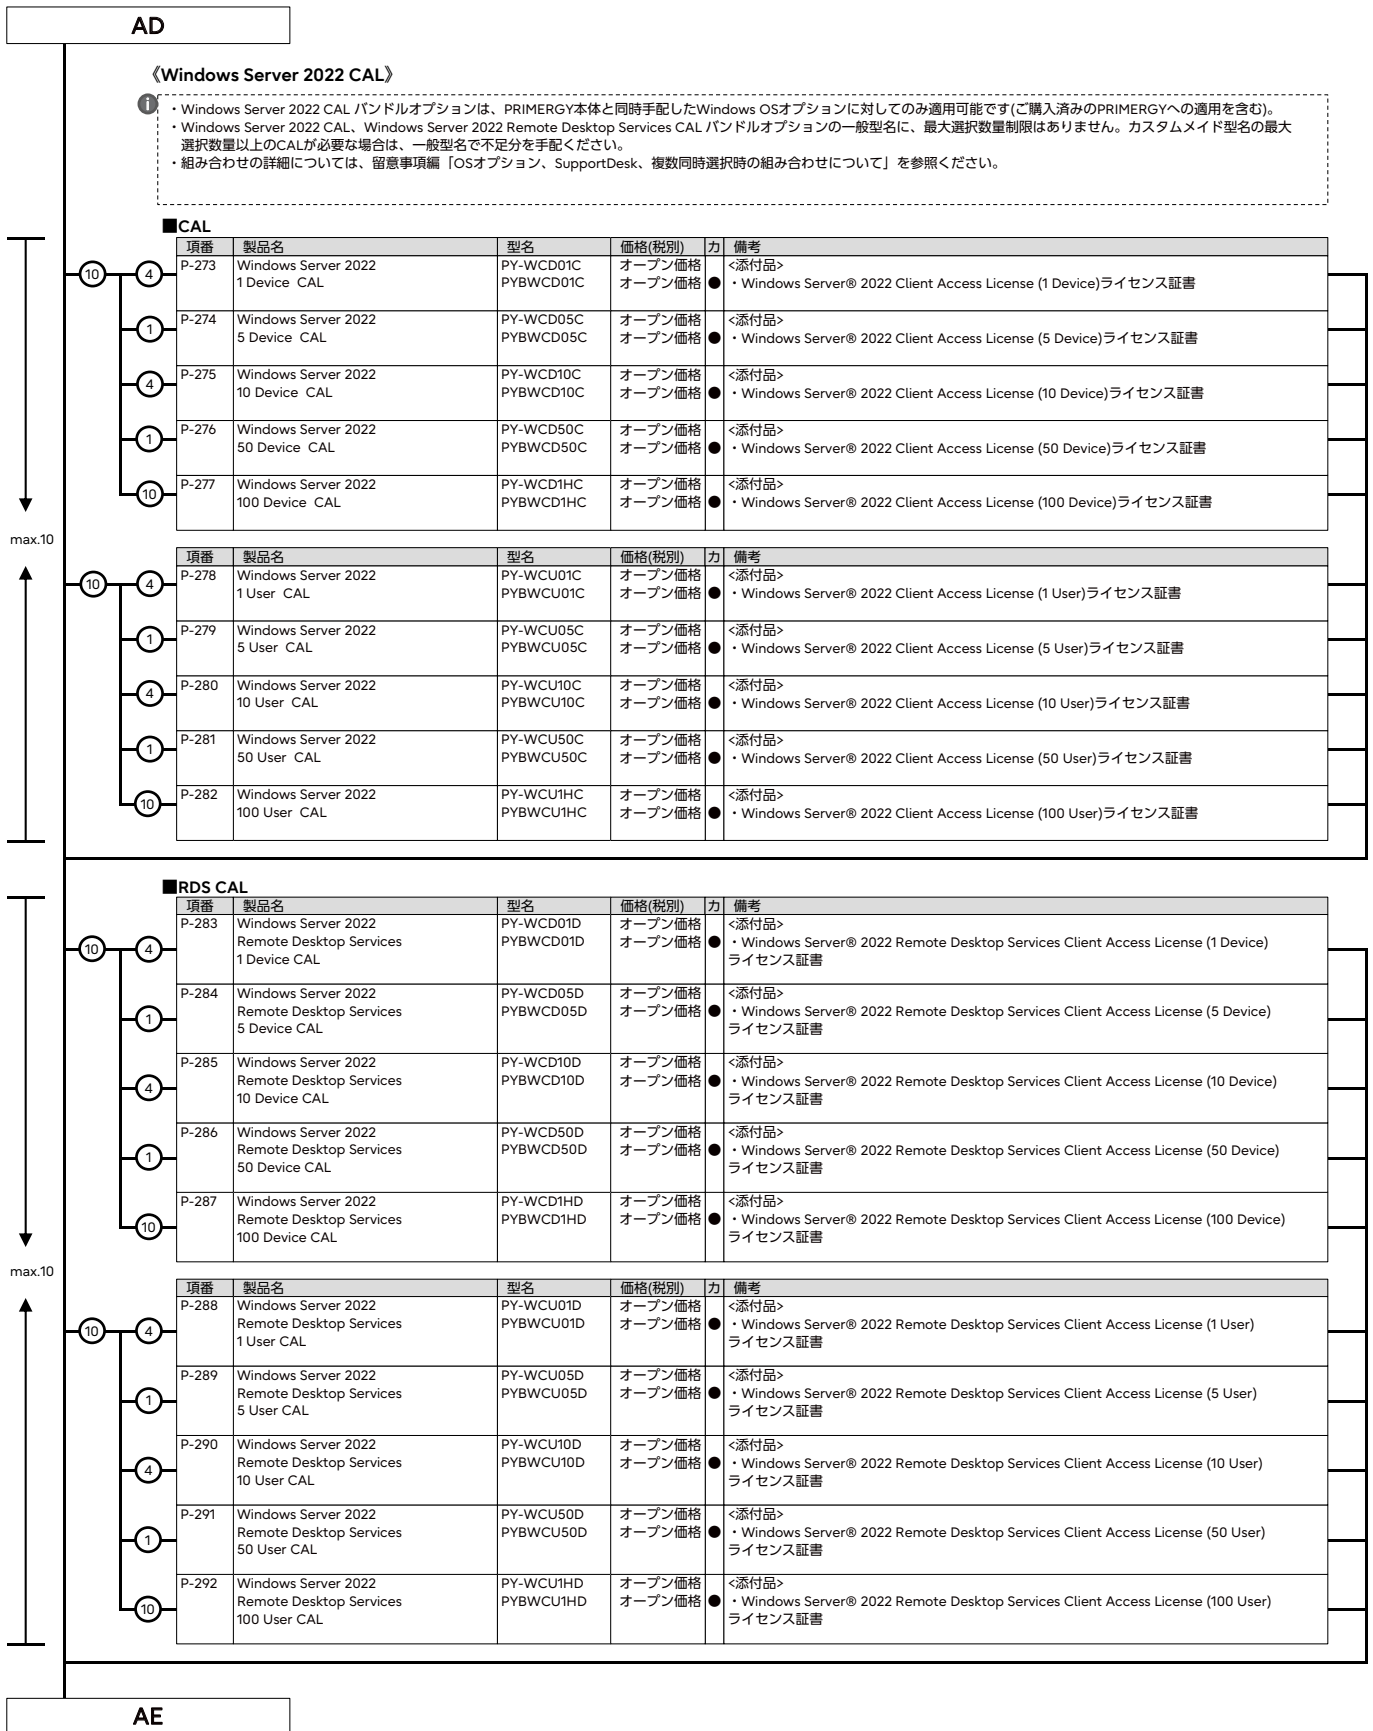 AD
《Windows Server 2022 CAL》
・Windows Server 2022 CAL バンドルオプションは、PRIMERGY本体と同時手配したWindows OSオプションに対してのみ適用可能です(ご購入済みのPRIMERGYへの適用を含む)。
・Windows Server 2022 CAL、Windows Server 2022 Remote Desktop Services CAL バンドルオプションの一般型名に、最大選択数量制限はありません。カスタムメイド型名の最大
選択数量以上のCALが必要な場合は、一般型名で不足分を手配ください。
・組み合わせの詳細については、留意事項編「OSオプション、SupportDesk、複数同時選択時の組み合わせについて」を参照ください。
■CAL
項番 製品名 型名 価格(税別) カ 備考
10 4 P-273 Windows Server 2022 PY-WCD01C オープン価格 <添付品>
1 Device CAL PYBWCD01C オープン価格 ● ・Windows Server® 2022 Client Access License (1 Device)ライセンス証書
1 P-274 Windows Server 2022 PY-WCD05C オープン価格 <添付品>
5 Device CAL PYBWCD05C オープン価格 ● ・Windows Server® 2022 Client Access License (5 Device)ライセンス証書
4 P-275 Windows Server 2022 PY-WCD10C オープン価格 <添付品>
10 Device CAL PYBWCD10C オープン価格 ● ・Windows Server® 2022 Client Access License (10 Device)ライセンス証書
1 P-276 Windows Server 2022 PY-WCD50C オープン価格 <添付品>
50 Device CAL PYBWCD50C オープン価格 ● ・Windows Server® 2022 Client Access License (50 Device)ライセンス証書
10 P-277 Windows Server 2022 PY-WCD1HC オープン価格 <添付品>
100 Device CAL PYBWCD1HC オープン価格 ● ・Windows Server® 2022 Client Access License (100 Device)ライセンス証書
max.10
項番 製品名 型名 価格(税別) カ 備考
10 4 P-278 Windows Server 2022 PY-WCU01C オープン価格 <添付品>
1 User CAL PYBWCU01C オープン価格 ● ・Windows Server® 2022 Client Access License (1 User)ライセンス証書
1 P-279 Windows Server 2022 PY-WCU05C オープン価格 <添付品>
5 User CAL PYBWCU05C オープン価格 ● ・Windows Server® 2022 Client Access License (5 User)ライセンス証書
4 P-280 Windows Server 2022 PY-WCU10C オープン価格 <添付品>
10 User CAL PYBWCU10C オープン価格 ● ・Windows Server® 2022 Client Access License (10 User)ライセンス証書
1 P-281 Windows Server 2022 PY-WCU50C オープン価格 <添付品>
50 User CAL PYBWCU50C オープン価格 ● ・Windows Server® 2022 Client Access License (50 User)ライセンス証書
10 P-282 Windows Server 2022 PY-WCU1HC オープン価格 <添付品>
100 User CAL PYBWCU1HC オープン価格 ● ・Windows Server® 2022 Client Access License (100 User)ライセンス証書
■RDS CAL
項番 製品名 型名 価格(税別) カ 備考
P-283 Windows Server 2022 PY-WCD01D オープン価格 <添付品>
10 4 Remote Desktop Services PYBWCD01D オープン価格 ● ・Windows Server® 2022 Remote Desktop Services Client Access License (1 Device)
1 Device CAL ライセンス証書
P-284 Windows Server 2022 PY-WCD05D オープン価格 <添付品>
1 Remote Desktop Services PYBWCD05D オープン価格 ● ・Windows Server® 2022 Remote Desktop Services Client Access License (5 Device)
5 Device CAL ライセンス証書
P-285 Windows Server 2022 PY-WCD10D オープン価格 <添付品>
4 Remote Desktop Services PYBWCD10D オープン価格 ● ・Windows Server® 2022 Remote Desktop Services Client Access License (10 Device)
10 Device CAL ライセンス証書
P-286 Windows Server 2022 PY-WCD50D オープン価格 <添付品>
1 Remote Desktop Services PYBWCD50D オープン価格 ● ・Windows Server® 2022 Remote Desktop Services Client Access License (50 Device)
50 Device CAL ライセンス証書
P-287 Windows Server 2022 PY-WCD1HD オープン価格 <添付品>
10 Remote Desktop Services PYBWCD1HD オープン価格 ● ・Windows Server® 2022 Remote Desktop Services Client Access License (100 Device)
100 Device CAL ライセンス証書
max.10
項番 製品名 型名 価格(税別) カ 備考
P-288 Windows Server 2022 PY-WCU01D オープン価格 <添付品>
10 4 Remote Desktop Services PYBWCU01D オープン価格 ● ・Windows Server® 2022 Remote Desktop Services Client Access License (1 User)
1 User CAL ライセンス証書
P-289 Windows Server 2022 PY-WCU05D オープン価格 <添付品>
1 Remote Desktop Services PYBWCU05D オープン価格 ● ・Windows Server® 2022 Remote Desktop Services Client Access License (5 User)
5 User CAL ライセンス証書
P-290 Windows Server 2022 PY-WCU10D オープン価格 <添付品>
4 Remote Desktop Services PYBWCU10D オープン価格 ● ・Windows Server® 2022 Remote Desktop Services Client Access License (10 User)
10 User CAL ライセンス証書
P-291 Windows Server 2022 PY-WCU50D オープン価格 <添付品>
1 Remote Desktop Services PYBWCU50D オープン価格 ● ・Windows Server® 2022 Remote Desktop Services Client Access License (50 User)
50 User CAL ライセンス証書
P-292 Windows Server 2022 PY-WCU1HD オープン価格 <添付品>
10 Remote Desktop Services PYBWCU1HD オープン価格 ● ・Windows Server® 2022 Remote Desktop Services Client Access License (100 User)
100 User CAL ライセンス証書
AE